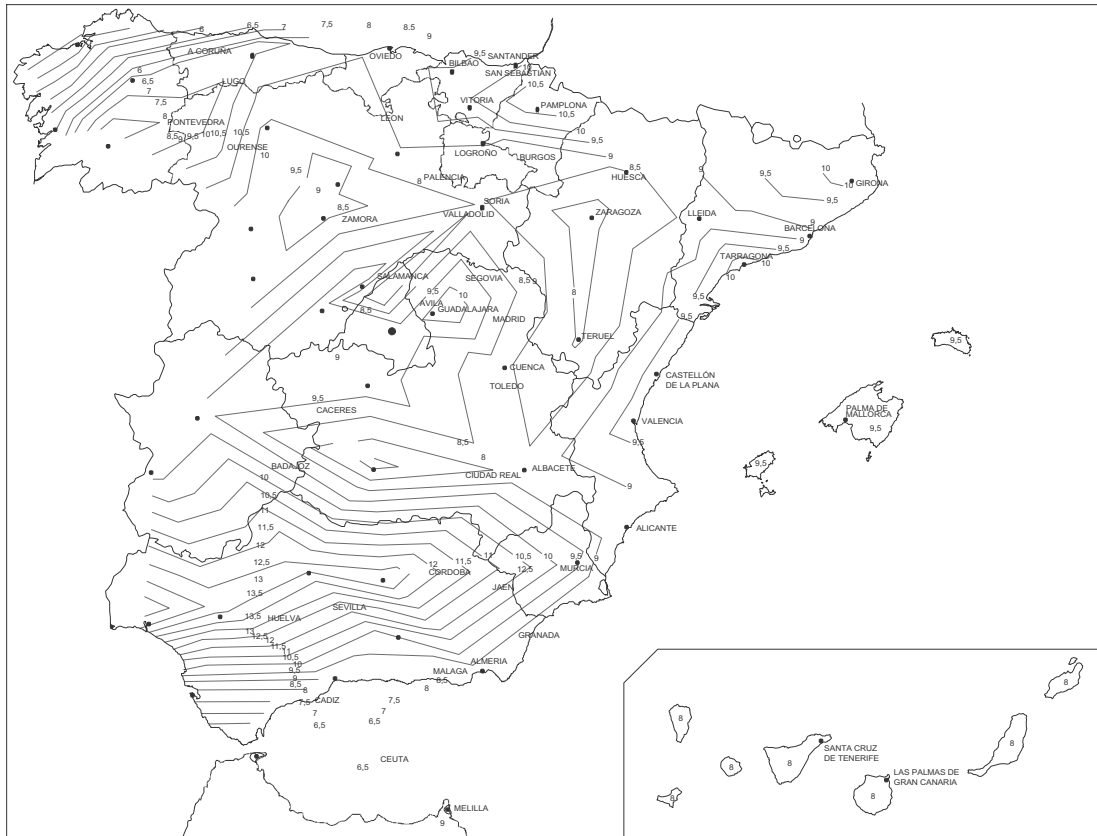 6 6,5 7 7,5 8 8.5 9
A CORUÑA OVIEDO 9,5 SANTANDER
BILBAO 10 SAN SEBASTIAN
6 LUGO
6,5 10,5
7
7,5 VITORIA PAMPLONA
8 PONTEVEDRA LEON 10,5
8,5 9 9,5 10 10,5 10,5 10
OURENSE 9,5
10 LOGROÑO BURGOS 9
9,5 8 PALENCIA 8,5 HUESCA 9 9,5 10 10 GIRONA
9 SORIA 9,5
8,5 ZAMORA VALLADOLID ZARAGOZA LLEIDA 9 BARCELONA
9 9,5
TARRAGONA 10
SALAMANCA SEGOVIA 8,5 9 10
9,5 10 8 9,5
8,5 AVILA GUADALAJARA MADRID 9,5
TERUEL 9,5
9
CUENCA CASTELLÓN
TOLEDO DE LA PLANA
9,5 CACERES PALMA DE
MALLORCA
VALENCIA 9,5
8,5 9,5
8 9,5
BADAJOZ CIUDAD REAL ALBACETE
10 9
10,5
11
11,5 ALICANTE
12
12,5 12 11,5 11 10,5 10 9,5 9
13 CORDOBA 12,5 MURCIA
13,5 JAEN
SEVILLA
13,5 HUELVA
13
12,5 12 GRANADA
11,5
11
10,5
10 ALMERIA
9,5 MALAGA
9 8,5
8,5 8 8
7,5 CADIZ 7,5
7 7
6,5 6,5
8 8
8 SANTA CRUZ
DE TENERIFE
CEUTA 8 8
6,5 LAS PALMAS DE
GRAN CANARIA
8 8
MELILLA
9